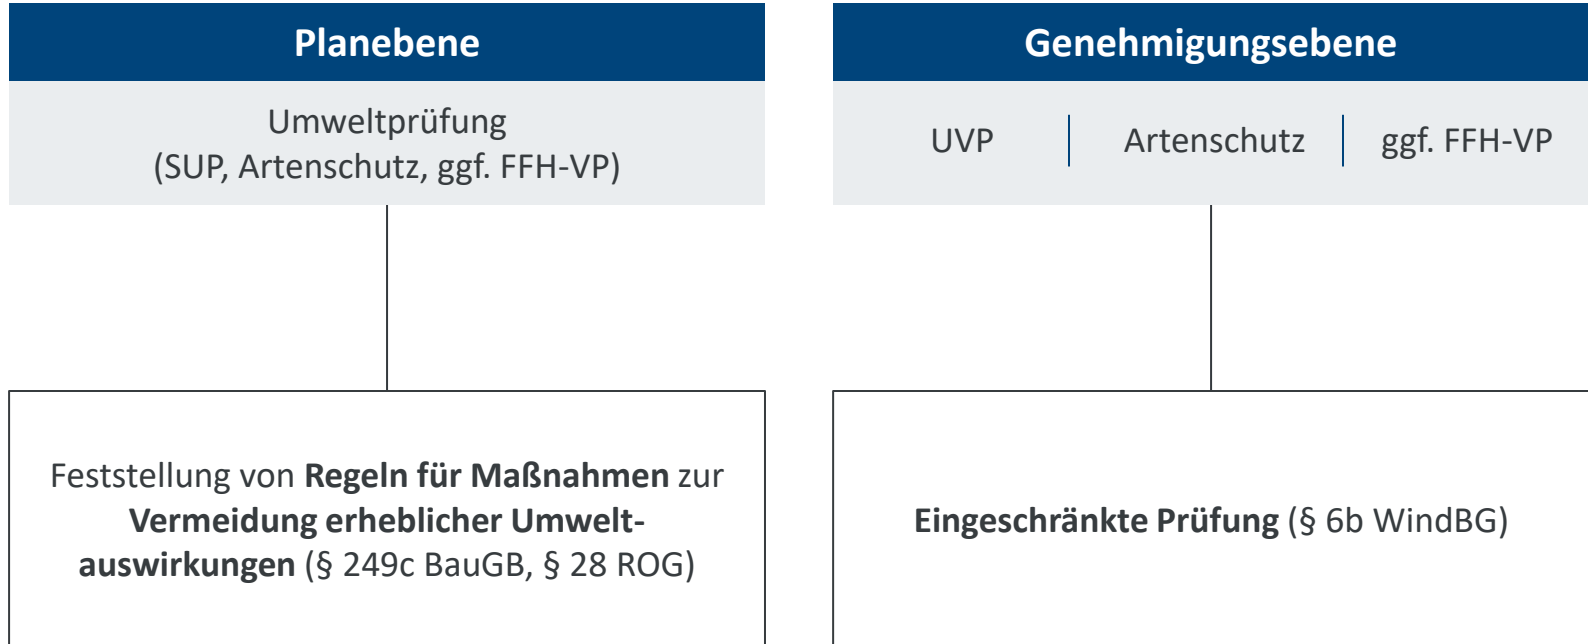 Planebene
Umweltprüfung
(SUP, Artenschutz, ggf. FFH-VP)
Feststellung von Regeln für Maßnahmen zur
Vermeidung erheblicher Umwelt-
auswirkungen (§ 249c BauGB, § 28 ROG)
Genehmigungsebene
UVP | Artenschutz | ggf. FFH-VP
Eingeschränkte Prüfung (§ 6b WindBG)